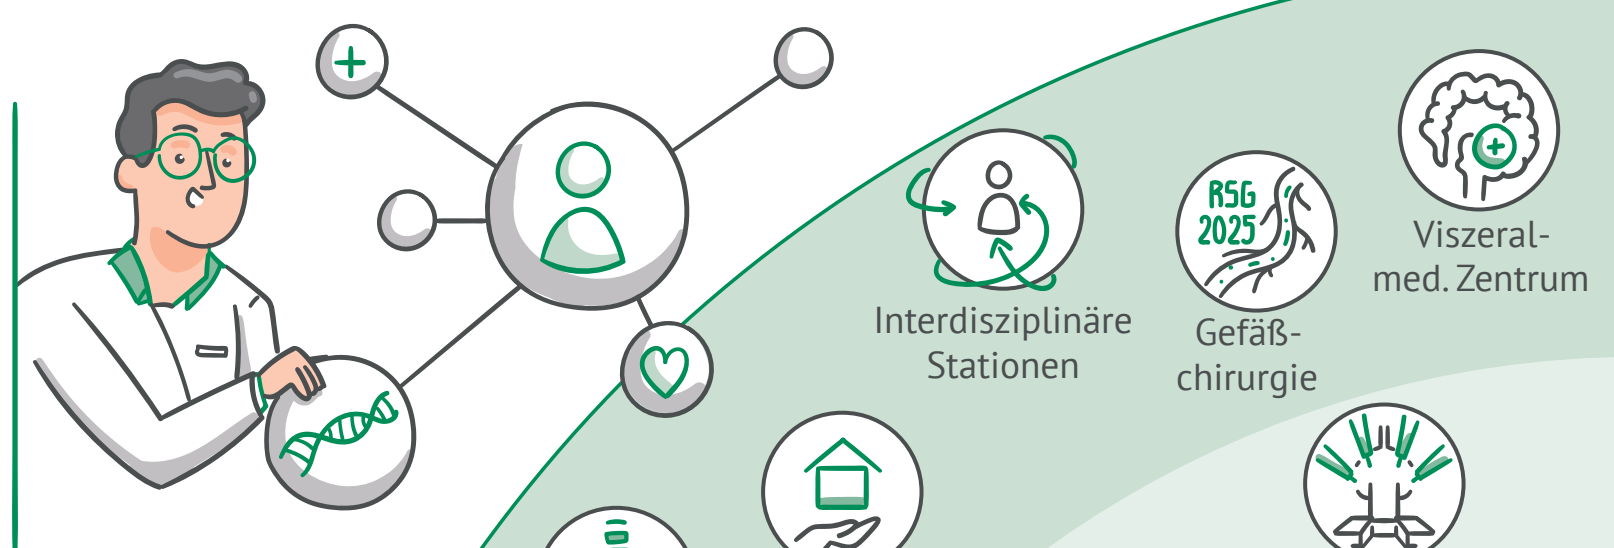 Interdisziplinäre
Stationen
RSG
2025
Gefäß-
chirurgie
Viszeral-
med. Zentrum